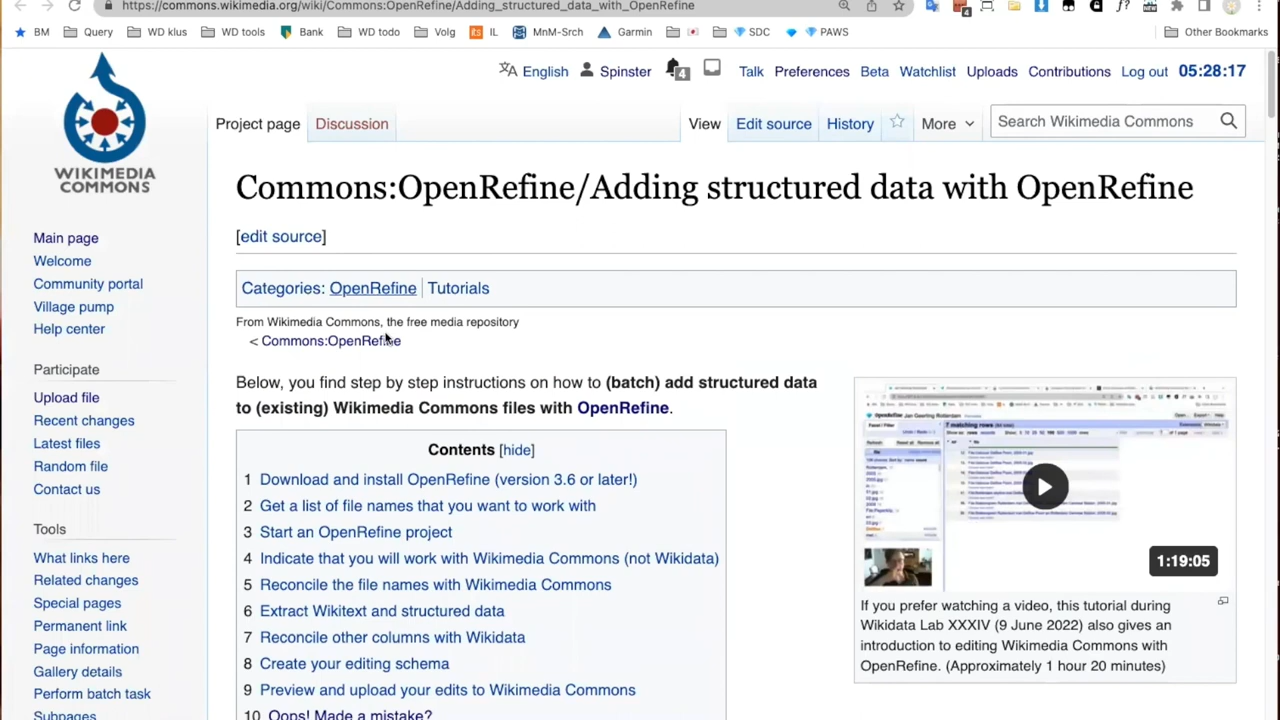 https://commons.wikimedia.org/wiki/Commons:OpenRefine/Adding_structured_data_with_OpenRefine
4
BM Query WD klus WD tools Bank WD todo Volg IL MnM-Srch Garmin SDC PAWS Other Bookmarks
English Spinster 4 Talk Preferences Beta Watchlist Uploads Contributions Log out 05:28:17
Project page Discussion View Edit source History More Search Wikimedia Commons
WIKIMEDIA
COMMONS
Commons:OpenRefine/Adding structured data with OpenRefine
[edit source]
Categories: OpenRefine | Tutorials
From Wikimedia Commons, the free media repository
< Commons:OpenRefine
Below, you find step by step instructions on how to (batch) add structured data
to (existing) Wikimedia Commons files with OpenRefine.
Contents [hide]
1 Download and install OpenRefine (version 3.6 or later!)
2 Get a list of file names that you want to work with
3 Start an OpenRefine project
4 Indicate that you will work with Wikimedia Commons (not Wikidata)
5 Reconcile the file names with Wikimedia Commons
6 Extract Wikitext and structured data
7 Reconcile other columns with Wikidata
8 Create your editing schema
9 Preview and upload your edits to Wikimedia Commons
10 Oops! Made a mistake?
Main page
Welcome
Community portal
Village pump
Help center
Participate
Upload file
Recent changes
Latest files
Random file
Contact us
Tools
What links here
Related changes
Special pages
Permanent link
Page information
Gallery details
Perform batch task
Subpages
OpenRefine
7 matching rows
1:19:05
If you prefer watching a video, this tutorial during
Wikidata Lab XXXIV (9 June 2022) also gives an
introduction to editing Wikimedia Commons with
OpenRefine. (Approximately 1 hour 20 minutes)